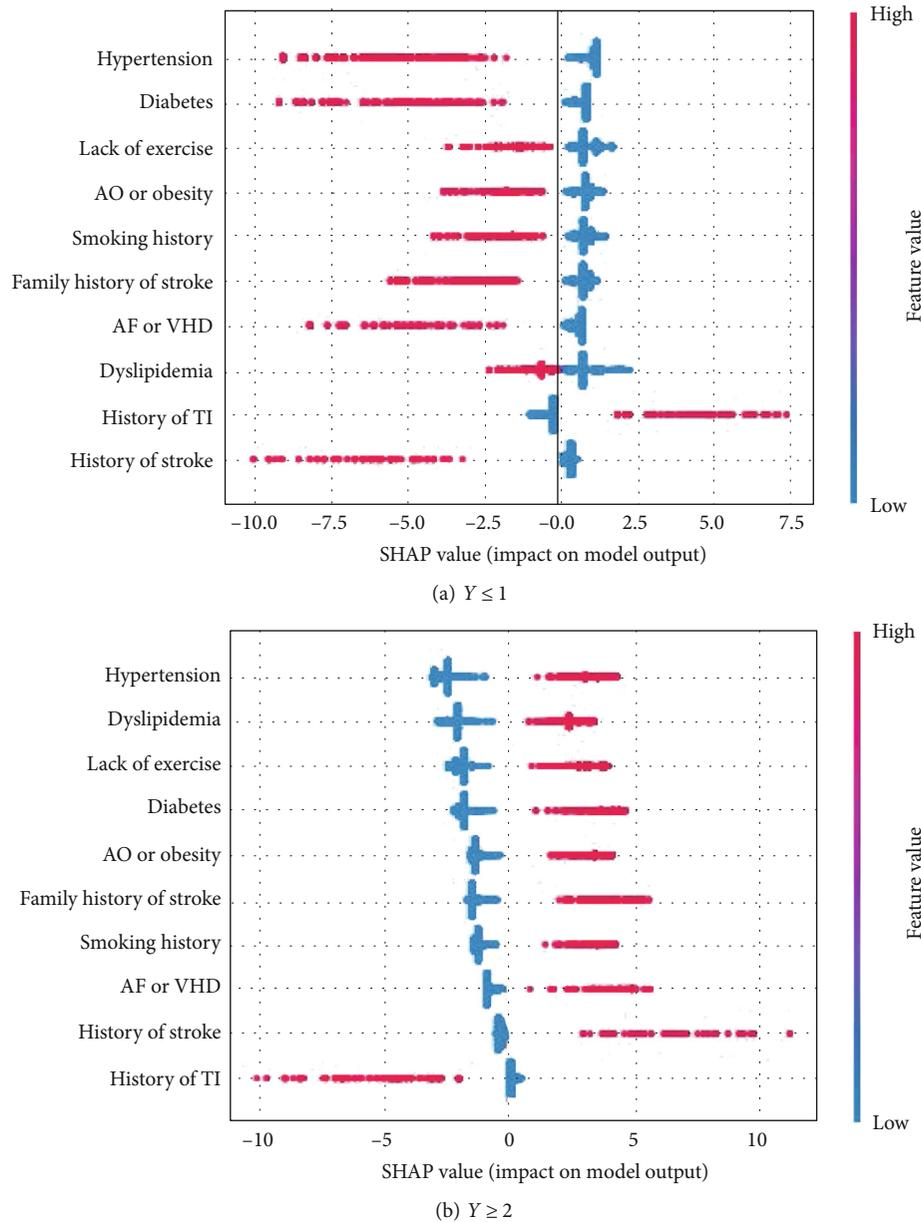 High
Hypertension
Diabetes
Lack of exercise
AO or obesity
Smoking history
Family history of stroke
AF or VHD
Dyslipidemia
History of TI
History of stroke
Feature value
Low
−10.0 −7.5 −5.0 −2.5 −0.0 2.5 5.0 7.5
SHAP value (impact on model output)
(a) Y ≤ 1
High
Hypertension
Dyslipidemia
Lack of exercise
Diabetes
AO or obesity
Family history of stroke
Smoking history
AF or VHD
History of stroke
History of TI
Feature value
Low
−10 −5 0 5 10
SHAP value (impact on model output)
(b) Y ≥ 2